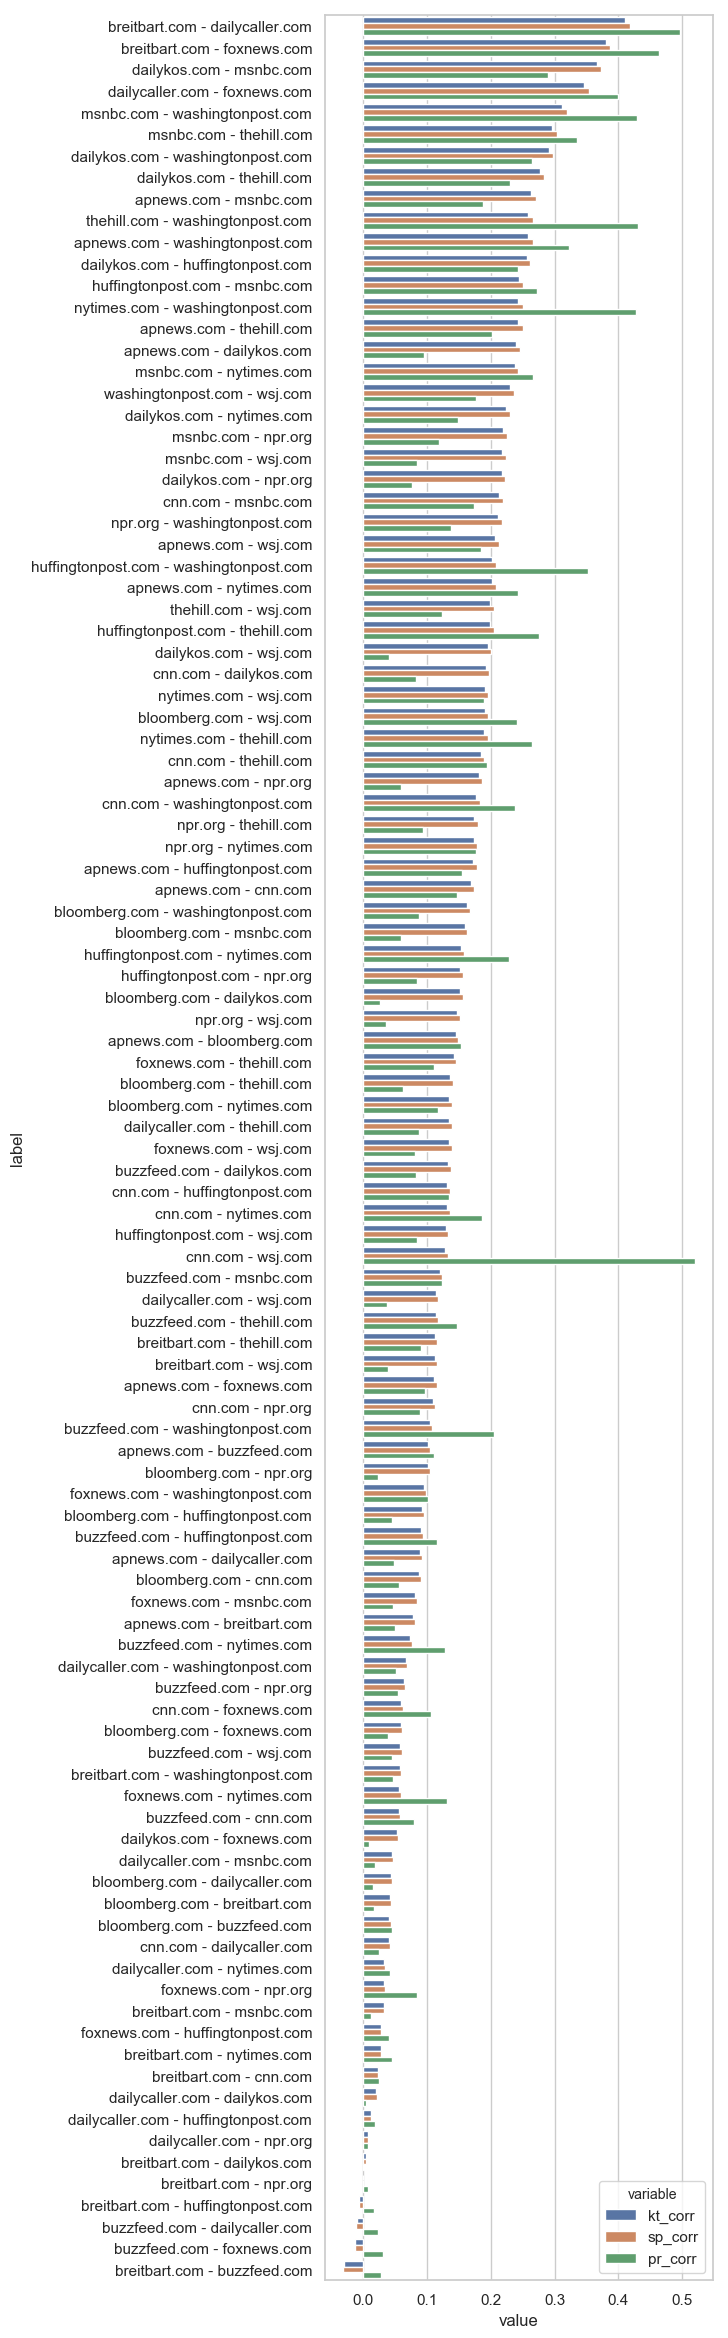 breitbart.com - dailycaller.com
breitbart.com - foxnews.com
dailykos.com - msnbc.com
dailycaller.com - foxnews.com
msnbc.com - washingtonpost.com
msnbc.com - thehill.com
dailykos.com - washingtonpost.com
dailykos.com - thehill.com
apnews.com - msnbc.com
thehill.com - washingtonpost.com
apnews.com - washingtonpost.com
dailykos.com - huffingtonpost.com
huffingtonpost.com - msnbc.com
nytimes.com - washingtonpost.com
apnews.com - thehill.com
apnews.com - dailykos.com
msnbc.com - nytimes.com
washingtonpost.com - wsj.com
dailykos.com - nytimes.com
msnbc.com - npr.org
msnbc.com - wsj.com
dailykos.com - npr.org
cnn.com - msnbc.com
npr.org - washingtonpost.com
apnews.com - wsj.com
huffingtonpost.com - washingtonpost.com
apnews.com - nytimes.com
thehill.com - wsj.com
huffingtonpost.com - thehill.com
dailykos.com - wsj.com
cnn.com - dailykos.com
nytimes.com - wsj.com
bloomberg.com - wsj.com
nytimes.com - thehill.com
cnn.com - thehill.com
apnews.com - npr.org
cnn.com - washingtonpost.com
npr.org - thehill.com
npr.org - nytimes.com
apnews.com - huffingtonpost.com
apnews.com - cnn.com
bloomberg.com - washingtonpost.com
bloomberg.com - msnbc.com
huffingtonpost.com - nytimes.com
huffingtonpost.com - npr.org
bloomberg.com - dailykos.com
npr.org - wsj.com
apnews.com - bloomberg.com
foxnews.com - thehill.com
bloomberg.com - thehill.com
bloomberg.com - nytimes.com
dailycaller.com - thehill.com
foxnews.com - wsj.com
buzzfeed.com - dailykos.com
cnn.com - huffingtonpost.com
cnn.com - nytimes.com
huffingtonpost.com - wsj.com
cnn.com - wsj.com
buzzfeed.com - msnbc.com
dailycaller.com - wsj.com
buzzfeed.com - thehill.com
breitbart.com - thehill.com
breitbart.com - wsj.com
apnews.com - foxnews.com
cnn.com - npr.org
buzzfeed.com - washingtonpost.com
apnews.com - buzzfeed.com
bloomberg.com - npr.org
foxnews.com - washingtonpost.com
bloomberg.com - huffingtonpost.com
buzzfeed.com - huffingtonpost.com
apnews.com - dailycaller.com
bloomberg.com - cnn.com
foxnews.com - msnbc.com
apnews.com - breitbart.com
buzzfeed.com - nytimes.com
dailycaller.com - washingtonpost.com
buzzfeed.com - npr.org
cnn.com - foxnews.com
bloomberg.com - foxnews.com
buzzfeed.com - wsj.com
breitbart.com - washingtonpost.com
foxnews.com - nytimes.com
buzzfeed.com - cnn.com
dailykos.com - foxnews.com
dailycaller.com - msnbc.com
bloomberg.com - dailycaller.com
bloomberg.com - breitbart.com
bloomberg.com - buzzfeed.com
cnn.com - dailycaller.com
dailycaller.com - nytimes.com
foxnews.com - npr.org
breitbart.com - msnbc.com
foxnews.com - huffingtonpost.com
breitbart.com - nytimes.com
breitbart.com - cnn.com
dailycaller.com - dailykos.com
dailycaller.com - huffingtonpost.com
dailycaller.com - npr.org
breitbart.com - dailykos.com
breitbart.com - npr.org
breitbart.com - huffingtonpost.com
buzzfeed.com - dailycaller.com
buzzfeed.com - foxnews.com
breitbart.com - buzzfeed.com
label
variable
kt_corr
sp_corr
pr_corr
0.0 0.1 0.2 0.3 0.4 0.5
value